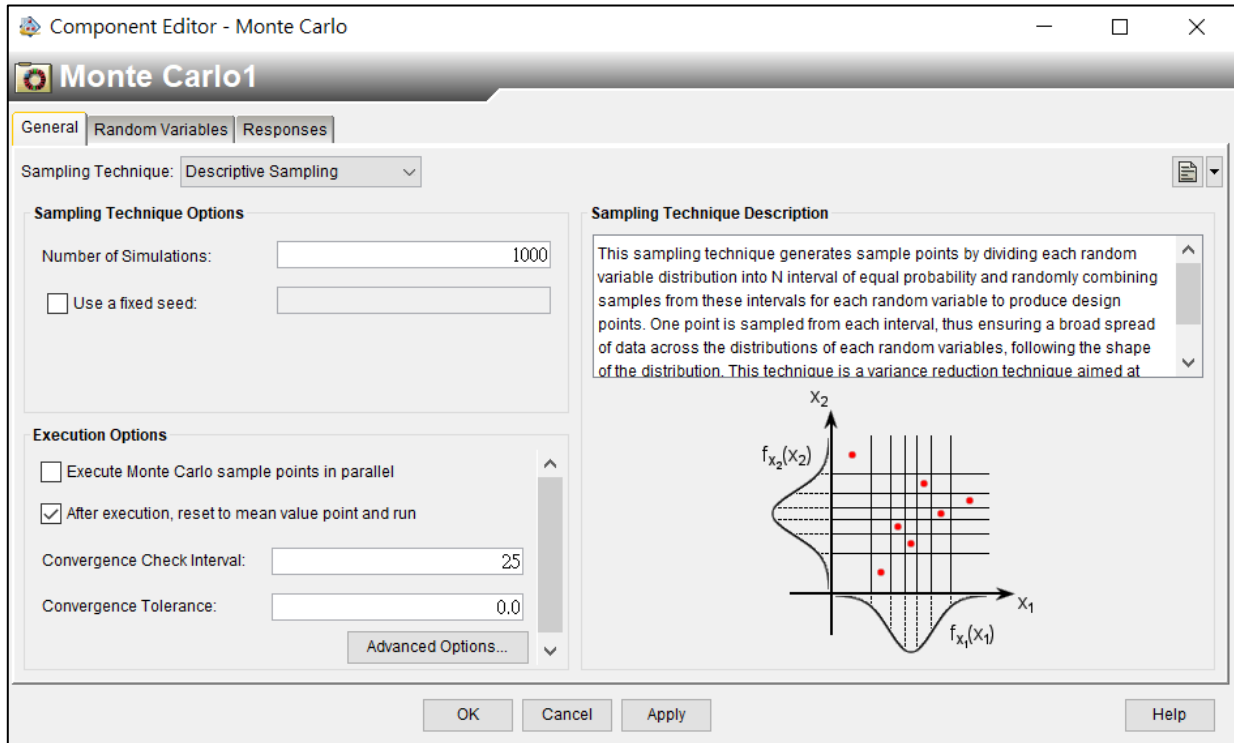 Component Editor - Monte Carlo
Monte Carlo1
General Random Variables Responses
Sampling Technique: Descriptive Sampling
Sampling Technique Options
Number of Simulations: 1000
Use a fixed seed:
Sampling Technique Description
This sampling technique generates sample points by dividing each random
variable distribution into N interval of equal probability and randomly combining
samples from these intervals for each random variable to produce design
points. One point is sampled from each interval, thus ensuring a broad spread
of data across the distributions of each random variables, following the shape
of the distribution. This technique is a variance reduction technique aimed at
Execution Options
Execute Monte Carlo sample points in parallel
After execution, reset to mean value point and run
Convergence Check Interval: 25
Convergence Tolerance: 0.0
Advanced Options...
X₂
fₓ₂(x₂)
X₁
fₓ₁(x₁)
OK Cancel Apply Help